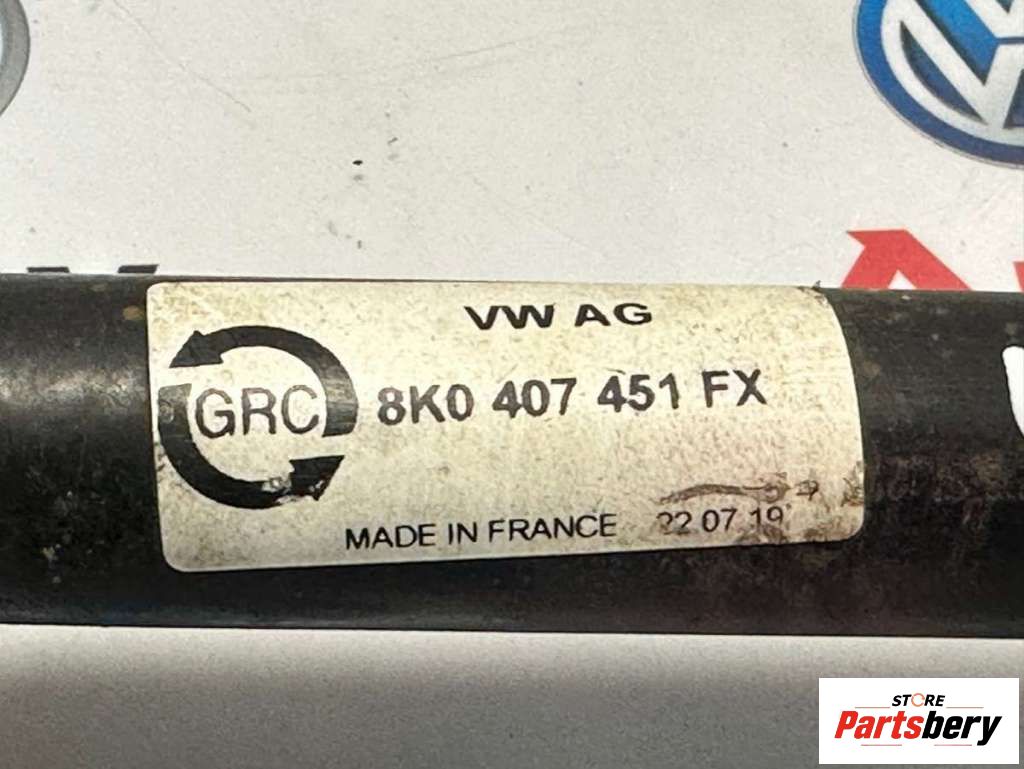 VW AG
GRC
8K0 407 451 FX
MADE IN FRANCE
22 07 19
STORE
Partsbery